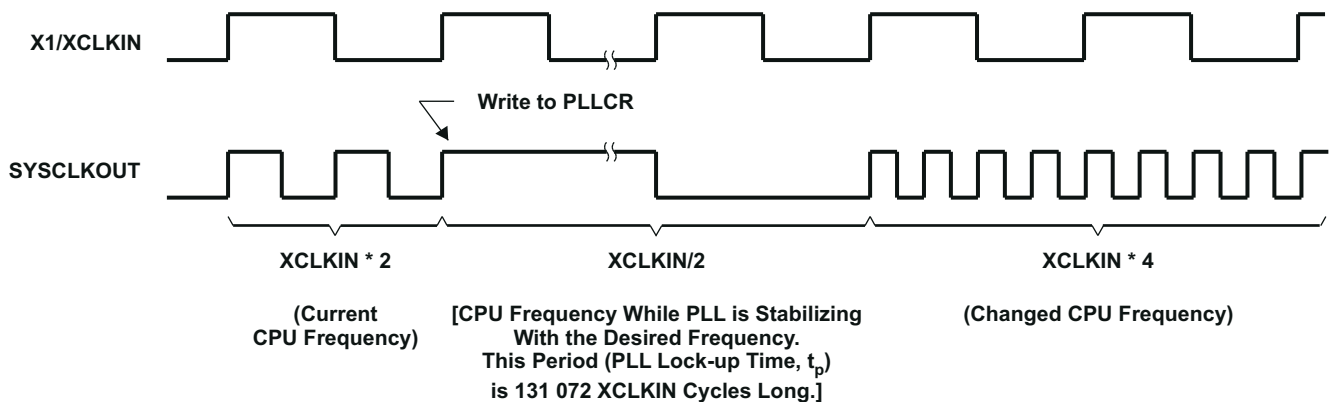 X1/XCLKIN
Write to PLLCR
SYSCLKOUT
XCLKIN * 2
XCLKIN/2
XCLKIN * 4
(Current
CPU Frequency)
[CPU Frequency While PLL is Stabilizing
With the Desired Frequency.
This Period (PLL Lock-up Time, tp)
is 131 072 XCLKIN Cycles Long.]
(Changed CPU Frequency)